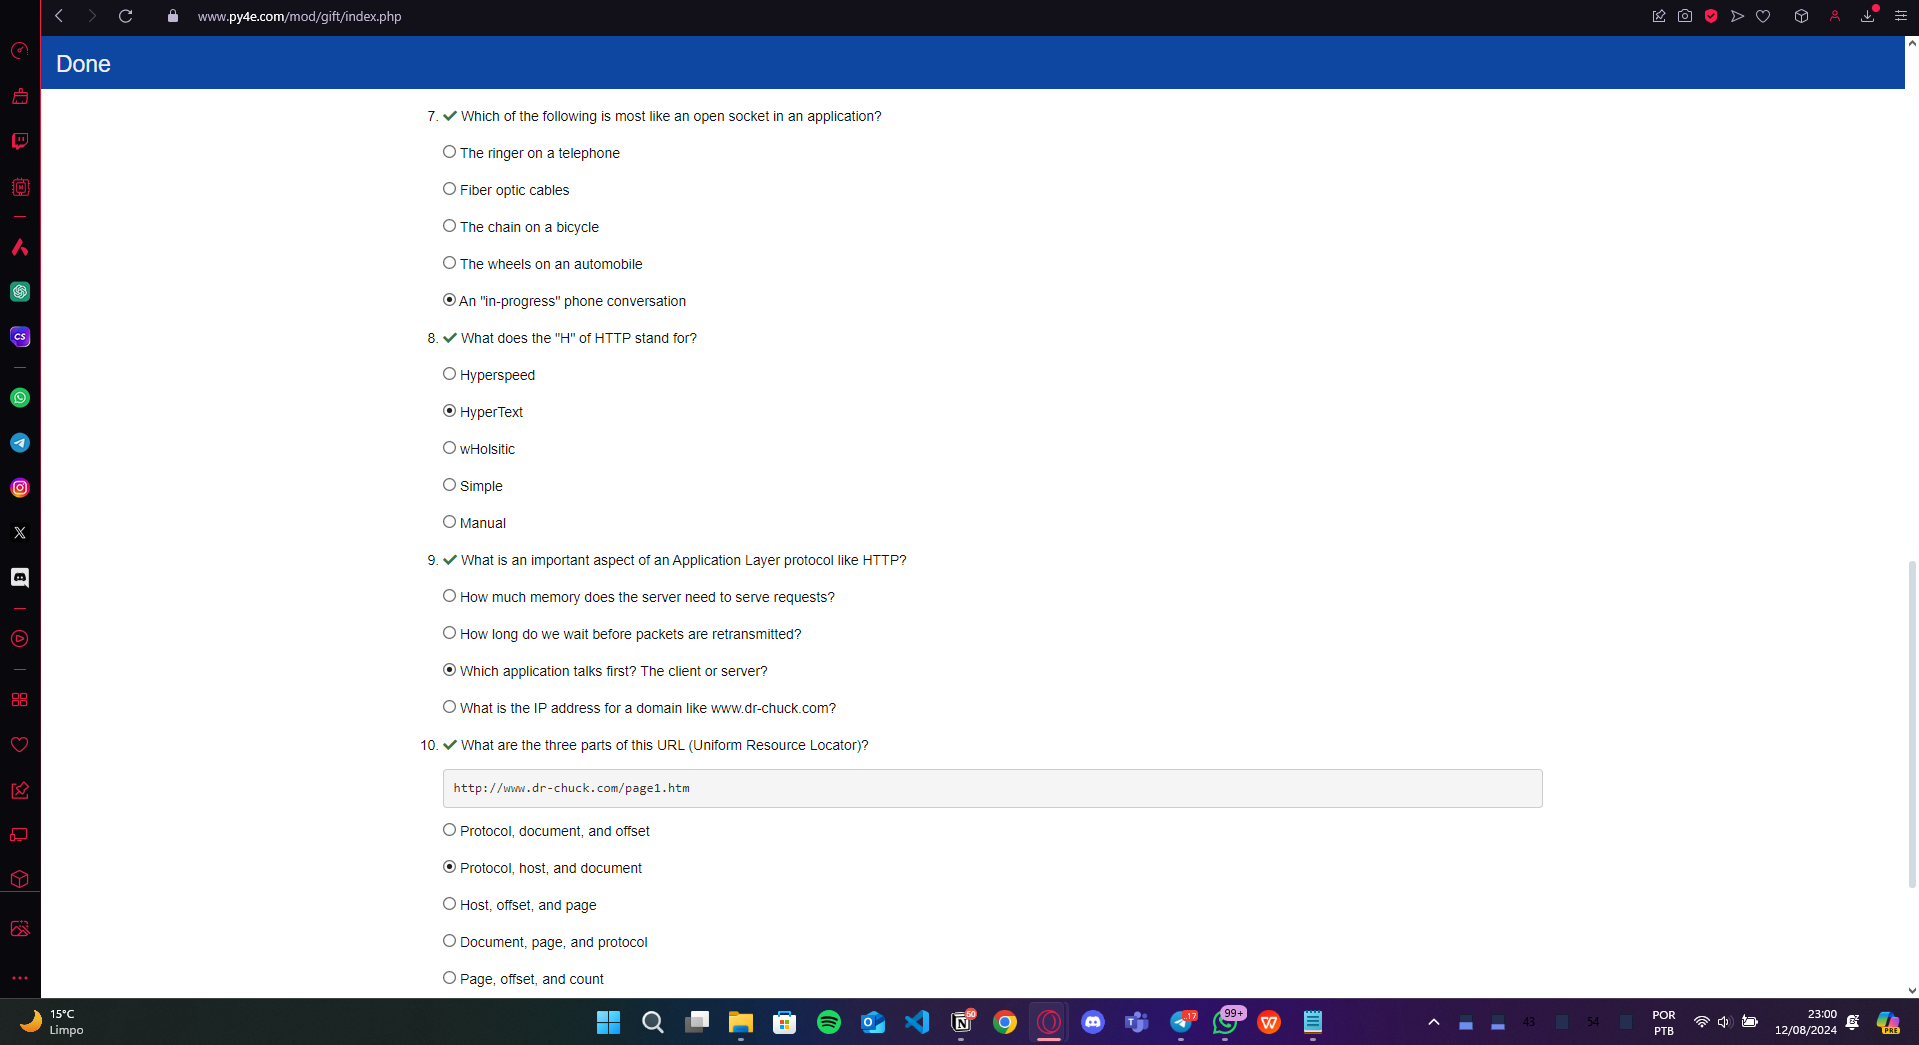 www.py4e.com/mod/gift/index.php
Done
7. Which of the following is most like an open socket in an application?
The ringer on a telephone
Fiber optic cables
The chain on a bicycle
The wheels on an automobile
An "in-progress" phone conversation
8. What does the "H" of HTTP stand for?
Hyperspeed
HyperText
wHolsitic
Simple
Manual
9. What is an important aspect of an Application Layer protocol like HTTP?
How much memory does the server need to serve requests?
How long do we wait before packets are retransmitted?
Which application talks first? The client or server?
What is the IP address for a domain like www.dr-chuck.com?
10. What are the three parts of this URL (Uniform Resource Locator)?
http://www.dr-chuck.com/page1.htm
Protocol, document, and offset
Protocol, host, and document
Host, offset, and page
Document, page, and protocol
Page, offset, and count
CS
15°C
Limpo
50
17
99+
43
54
POR
PTB
23:00
12/08/2024
PRE